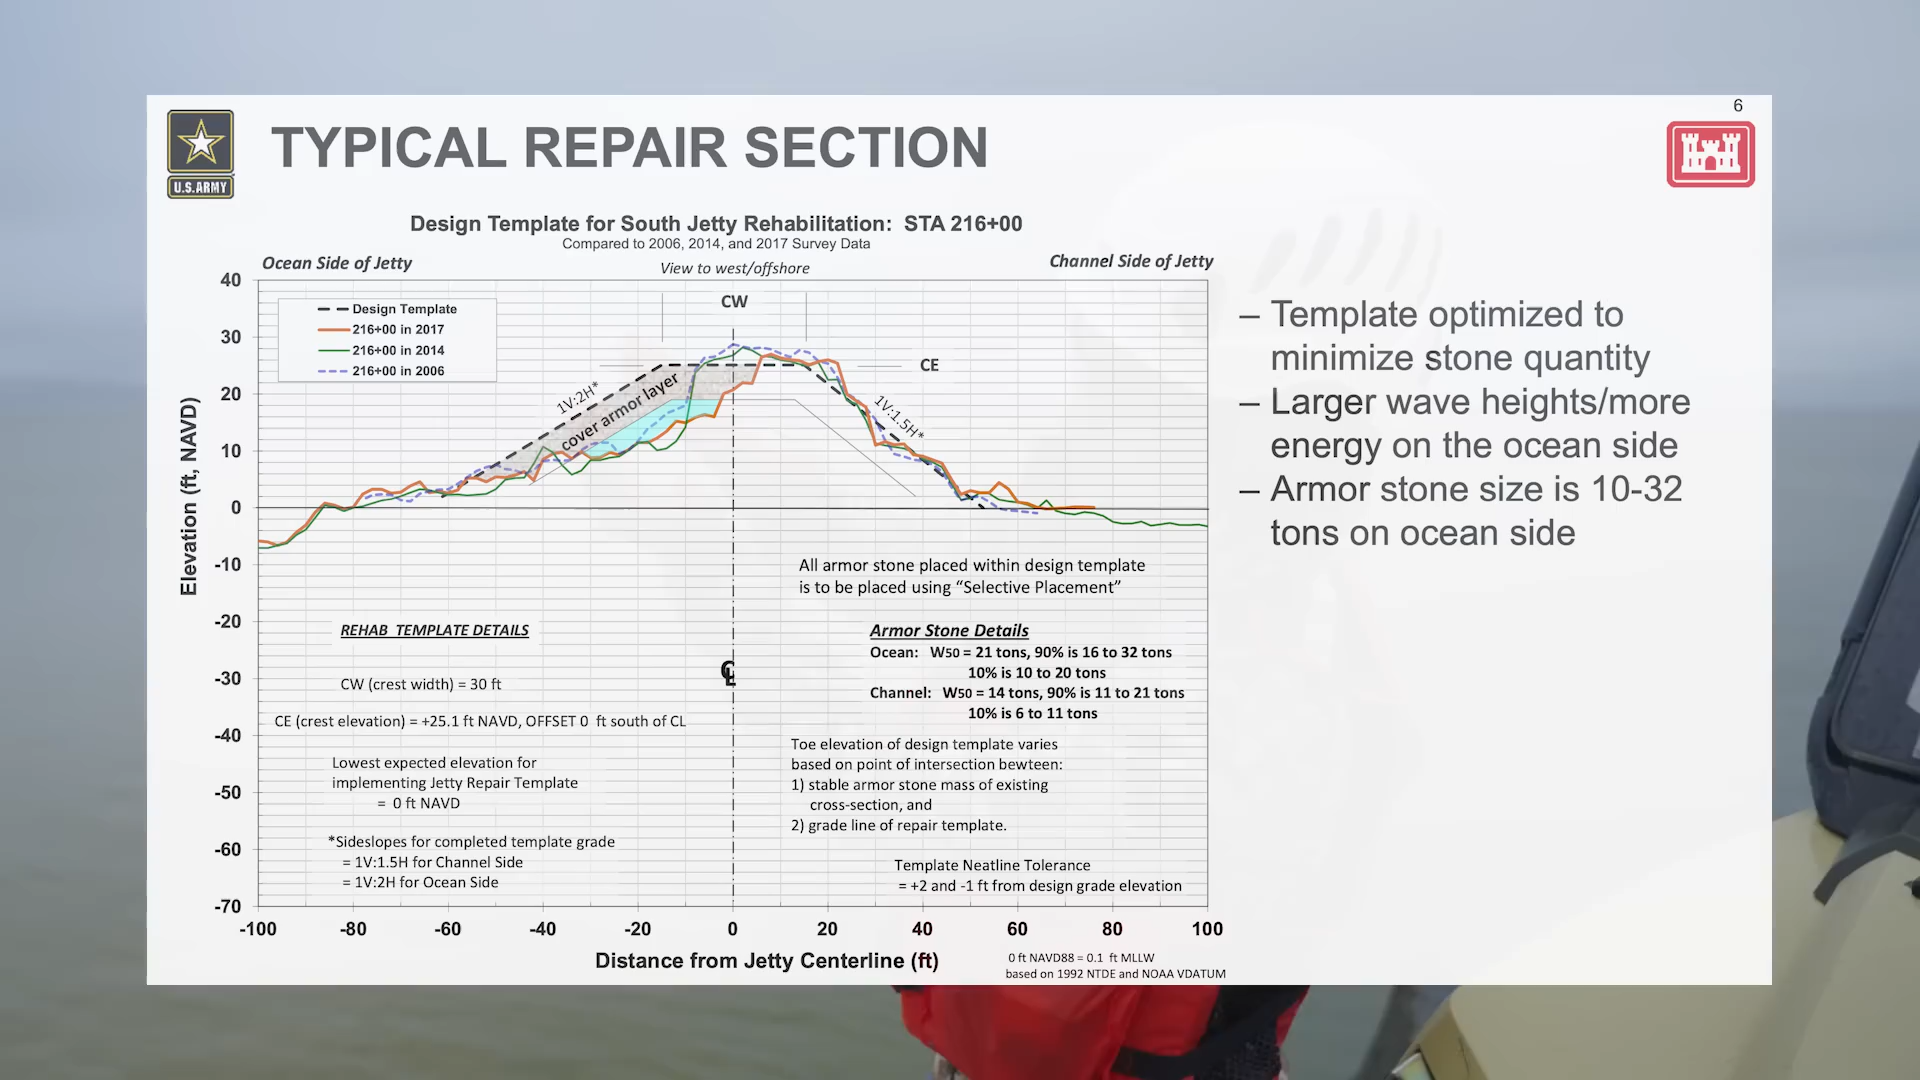 6
U.S.ARMY
TYPICAL REPAIR SECTION
Design Template for South Jetty Rehabilitation: STA 216+00
Compared to 2006, 2014, and 2017 Survey Data
Ocean Side of Jetty
View to west/offshore
Channel Side of Jetty
40
30
20
10
0
-10
-20
-30
-40
-50
-60
-70
Elevation (ft, NAVD)
Design Template
216+00 in 2017
216+00 in 2014
216+00 in 2006
CW
CE
1V:2H*
cover armor layer
1V:1.5H*
All armor stone placed within design template
is to be placed using “Selective Placement”
REHAB TEMPLATE DETAILS
CW (crest width) = 30 ft
CE (crest elevation) = +25.1 ft NAVD, OFFSET 0 ft south of CL
Lowest expected elevation for
implementing Jetty Repair Template
= 0 ft NAVD
*Sideslopes for completed template grade
= 1V:1.5H for Channel Side
= 1V:2H for Ocean Side
CL
Armor Stone Details
Ocean: W50 = 21 tons, 90% is 16 to 32 tons
10% is 10 to 20 tons
Channel: W50 = 14 tons, 90% is 11 to 21 tons
10% is 6 to 11 tons
Toe elevation of design template varies
based on point of intersection bewteen:
1) stable armor stone mass of existing
cross-section, and
2) grade line of repair template.
Template Neatline Tolerance
= +2 and -1 ft from design grade elevation
-100 -80 -60 -40 -20 0 20 40 60 80 100
Distance from Jetty Centerline (ft)
0 ft NAVD88 = 0.1 ft MLLW
based on 1992 NTDE and NOAA VDATUM
– Template optimized to
minimize stone quantity
– Larger wave heights/more
energy on the ocean side
– Armor stone size is 10-32
tons on ocean side